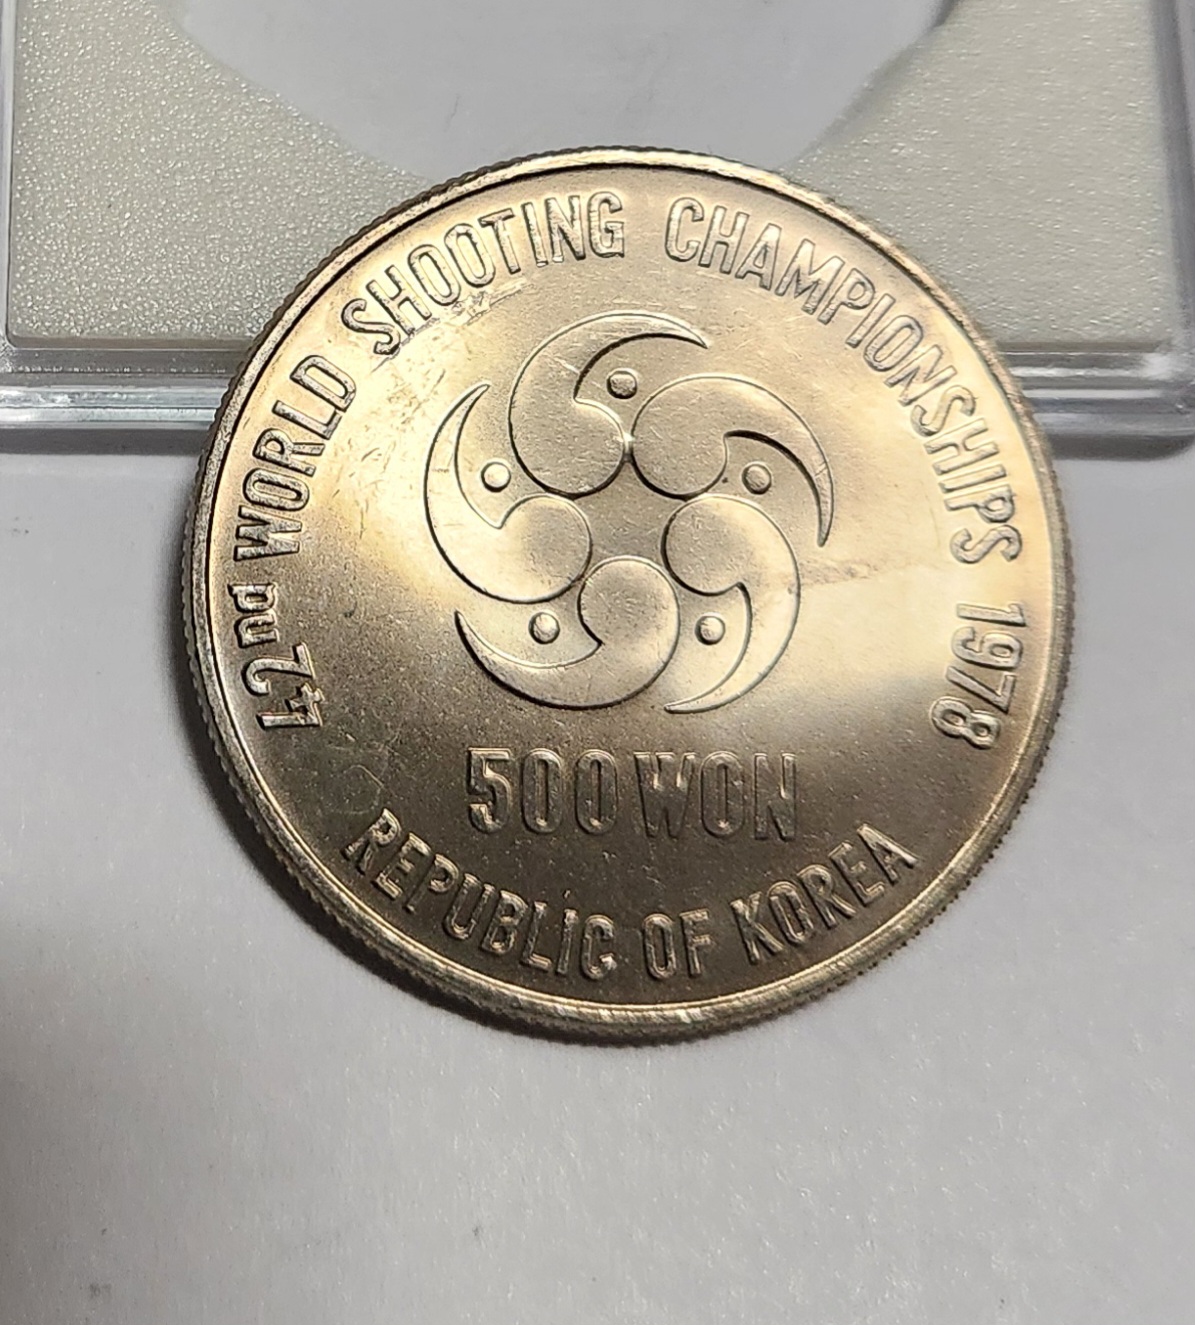 42nd WORLD SHOOTING CHAMPIONSHIPS 1978
500 WON
REPUBLIC OF KOREA